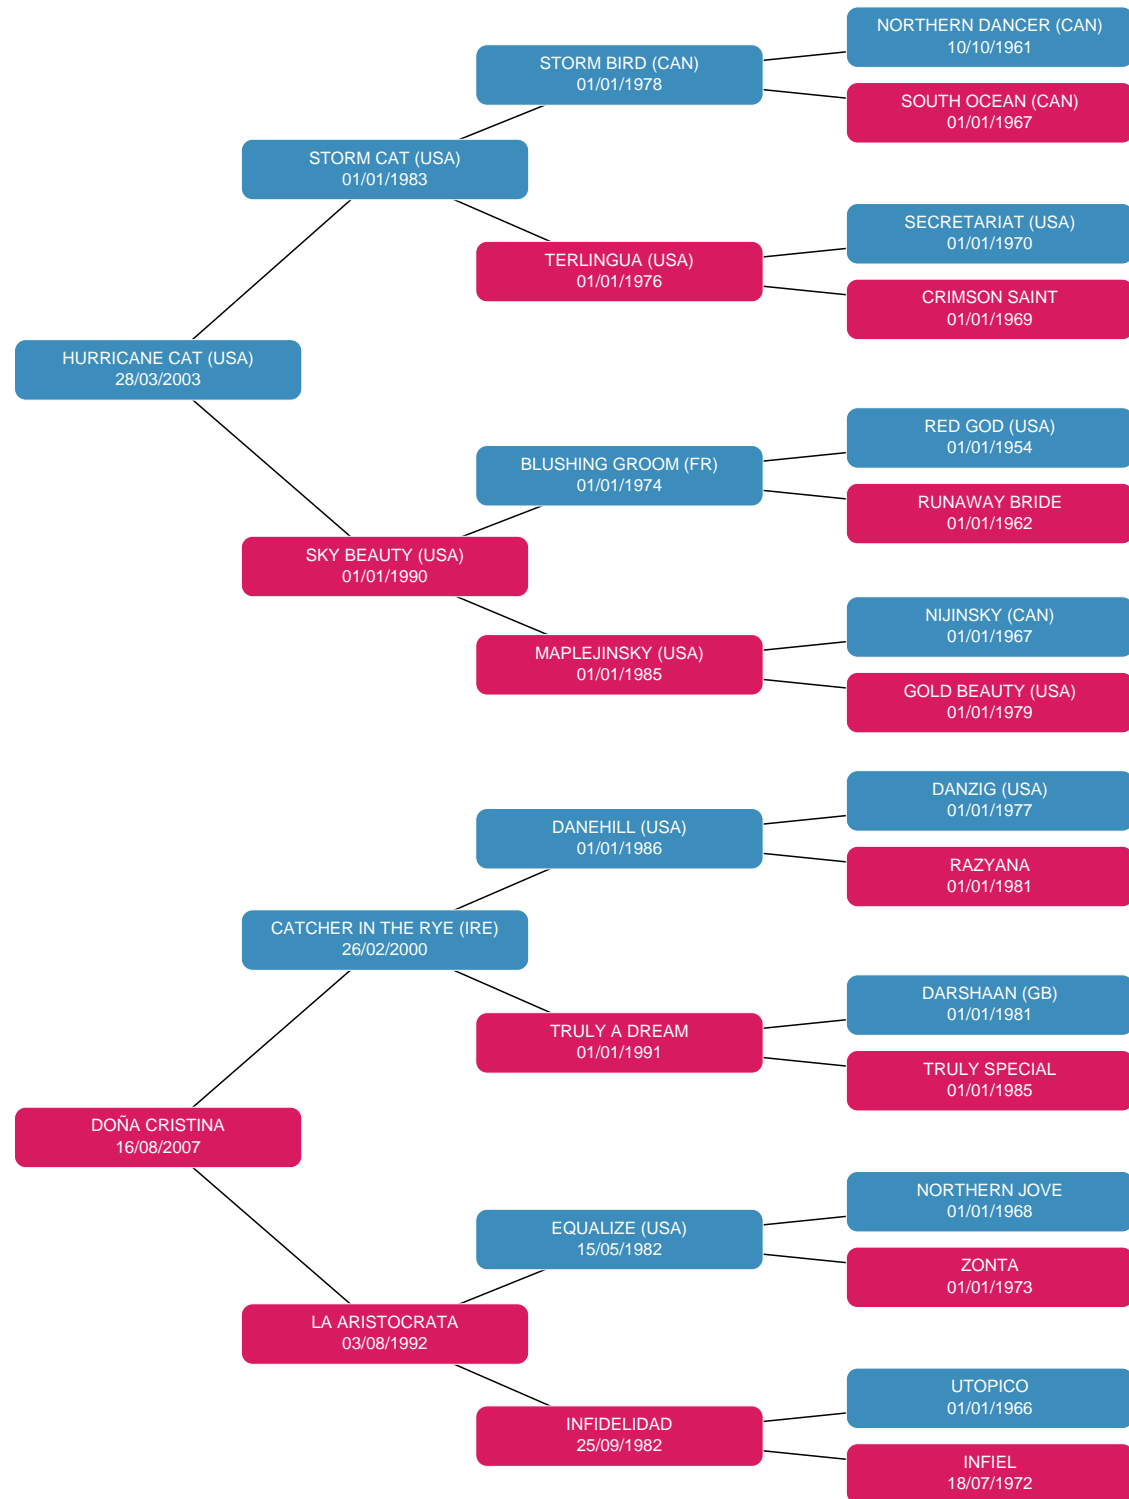 NORTHERN DANCER (CAN)
10/10/1961
STORM BIRD (CAN)
01/01/1978
SOUTH OCEAN (CAN)
01/01/1967
STORM CAT (USA)
01/01/1983
SECRETARIAT (USA)
01/01/1970
TERLINGUA (USA)
01/01/1976
CRIMSON SAINT
01/01/1969
HURRICANE CAT (USA)
28/03/2003
RED GOD (USA)
01/01/1954
BLUSHING GROOM (FR)
01/01/1974
RUNAWAY BRIDE
01/01/1962
SKY BEAUTY (USA)
01/01/1990
NIJINSKY (CAN)
01/01/1967
MAPLEJINSKY (USA)
01/01/1985
GOLD BEAUTY (USA)
01/01/1979
DANZIG (USA)
01/01/1977
DANEHILL (USA)
01/01/1986
RAZYANA
01/01/1981
CATCHER IN THE RYE (IRE)
26/02/2000
DARSHAAN (GB)
01/01/1981
TRULY A DREAM
01/01/1991
TRULY SPECIAL
01/01/1985
DOÑA CRISTINA
16/08/2007
NORTHERN JOVE
01/01/1968
EQUALIZE (USA)
15/05/1982
ZONTA
01/01/1973
LA ARISTOCRATA
03/08/1992
UTOPICO
01/01/1966
INFIDELIDAD
25/09/1982
INFIEL
18/07/1972